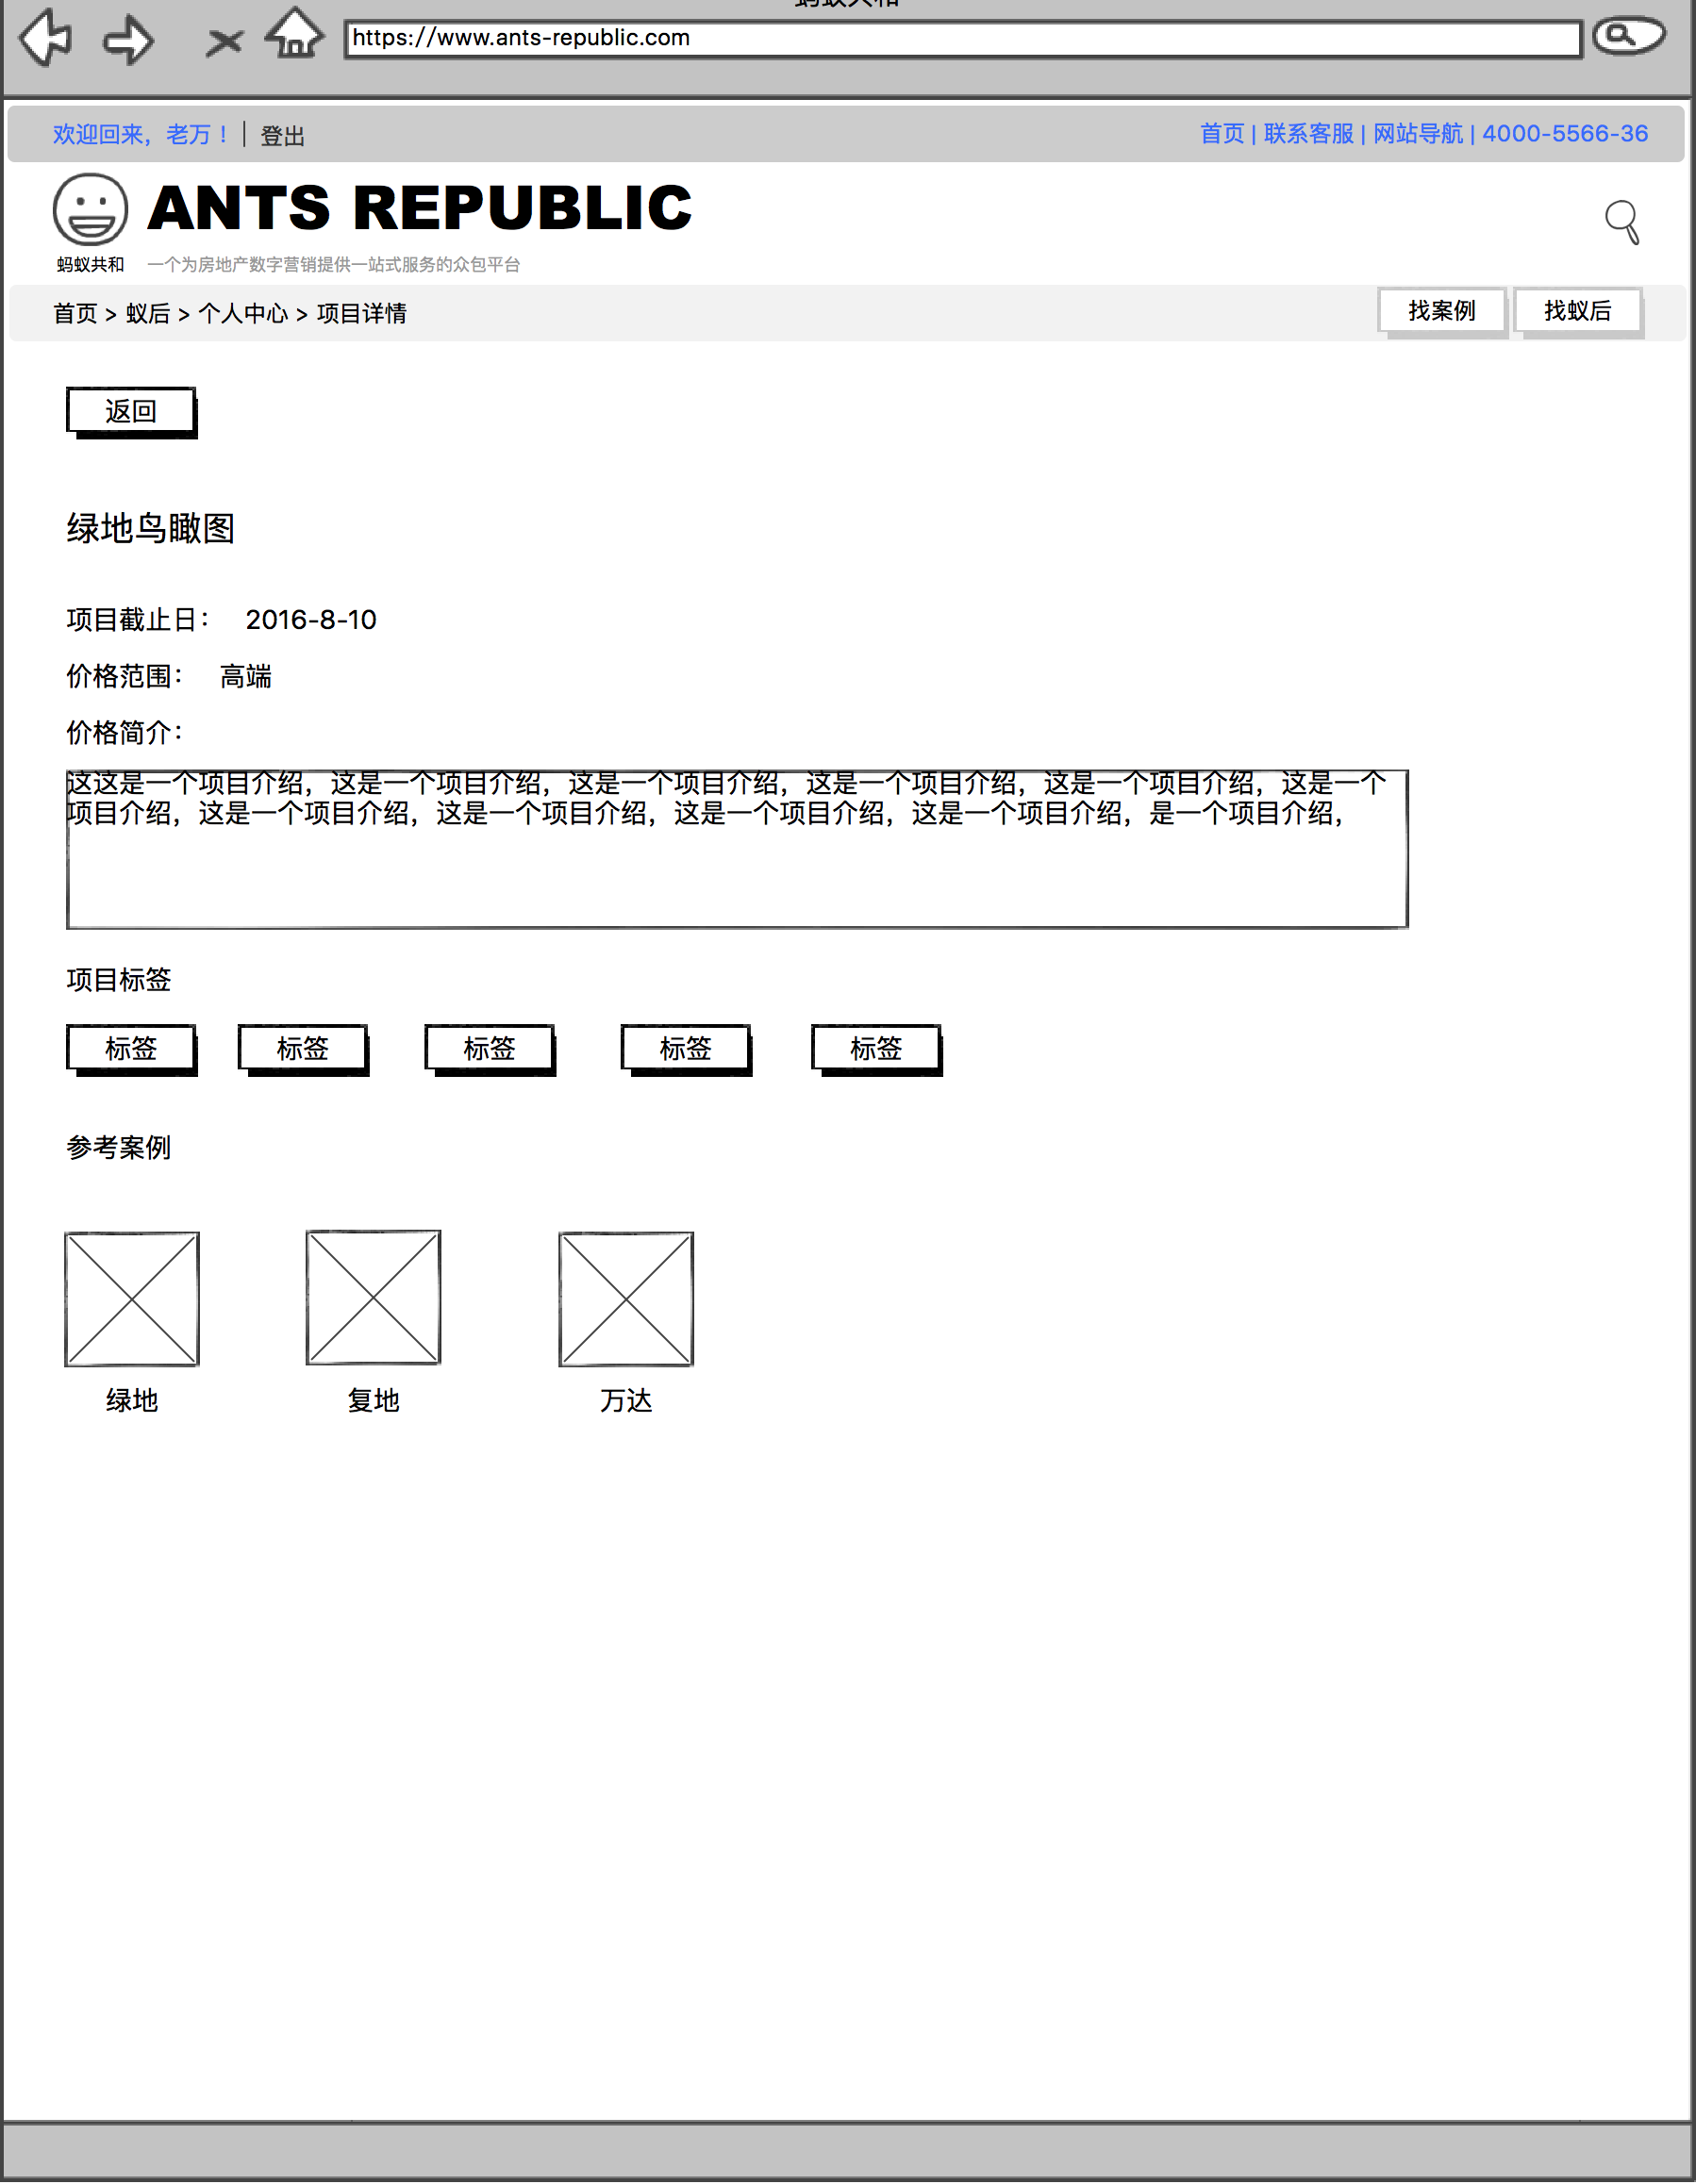 https://www.ants-republic.com
欢迎回来，老万！ | 登出
首页 | 联系客服 | 网站导航 | 4000-5566-36
ANTS REPUBLIC
蚂蚁共和
一个为房地产数字营销提供一站式服务的众包平台
首页 > 蚁后 > 个人中心 > 项目详情
找案例
找蚁后
返回
绿地鸟瞰图
项目截止日： 2016-8-10
价格范围： 高端
价格简介：
这这是一个项目介绍，这是一个项目介绍，这是一个项目介绍，这是一个项目介绍，这是一个项目介绍，这是一个
项目介绍，这是一个项目介绍，这是一个项目介绍，这是一个项目介绍，这是一个项目介绍，是一个项目介绍，
项目标签
标签 标签 标签 标签 标签
参考案例
绿地 复地 万达